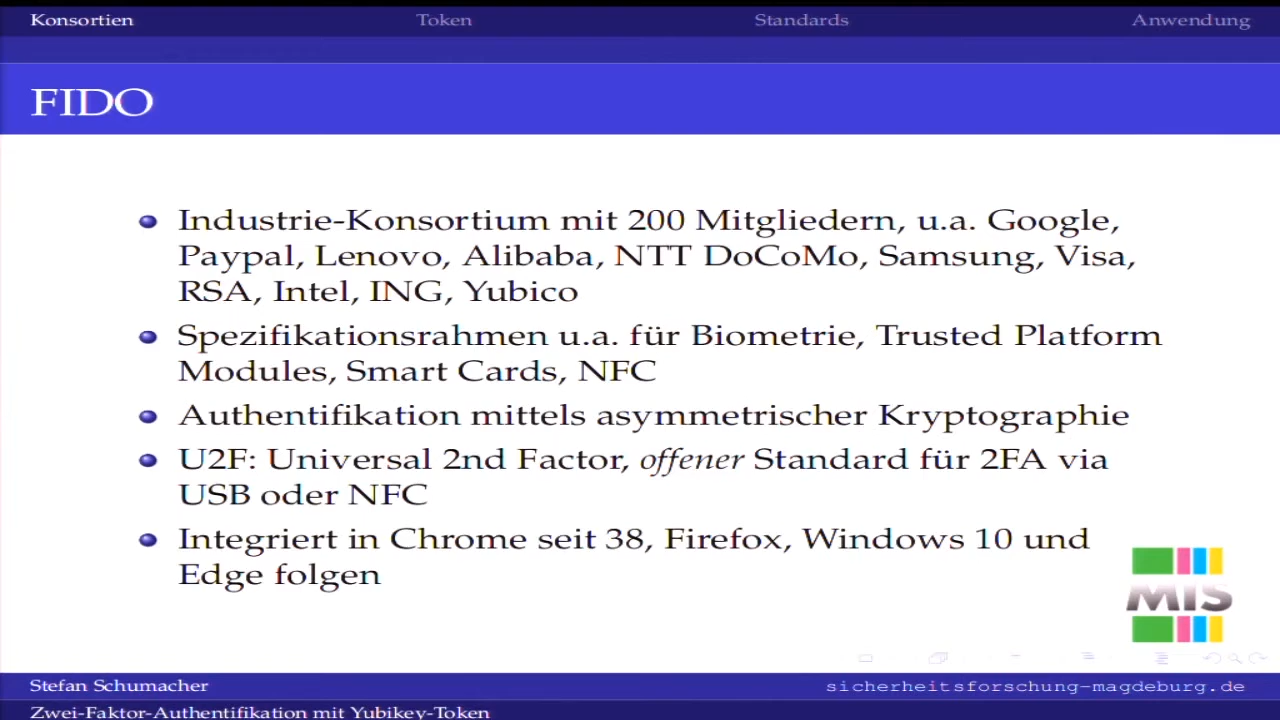 Konsortien Token Standards Anwendung
FIDO
Industrie-Konsortium mit 200 Mitgliedern, u.a. Google,
Paypal, Lenovo, Alibaba, NTT DoCoMo, Samsung, Visa,
RSA, Intel, ING, Yubico
Spezifikationsrahmen u.a. für Biometrie, Trusted Platform
Modules, Smart Cards, NFC
Authentifikation mittels asymmetrischer Kryptographie
U2F: Universal 2nd Factor, offener Standard für 2FA via
USB oder NFC
Integriert in Chrome seit 38, Firefox, Windows 10 und
Edge folgen
MIS
Stefan Schumacher sicherheitsforschung-magdeburg.de
Zwei-Faktor-Authentifikation mit Yubikey-Token